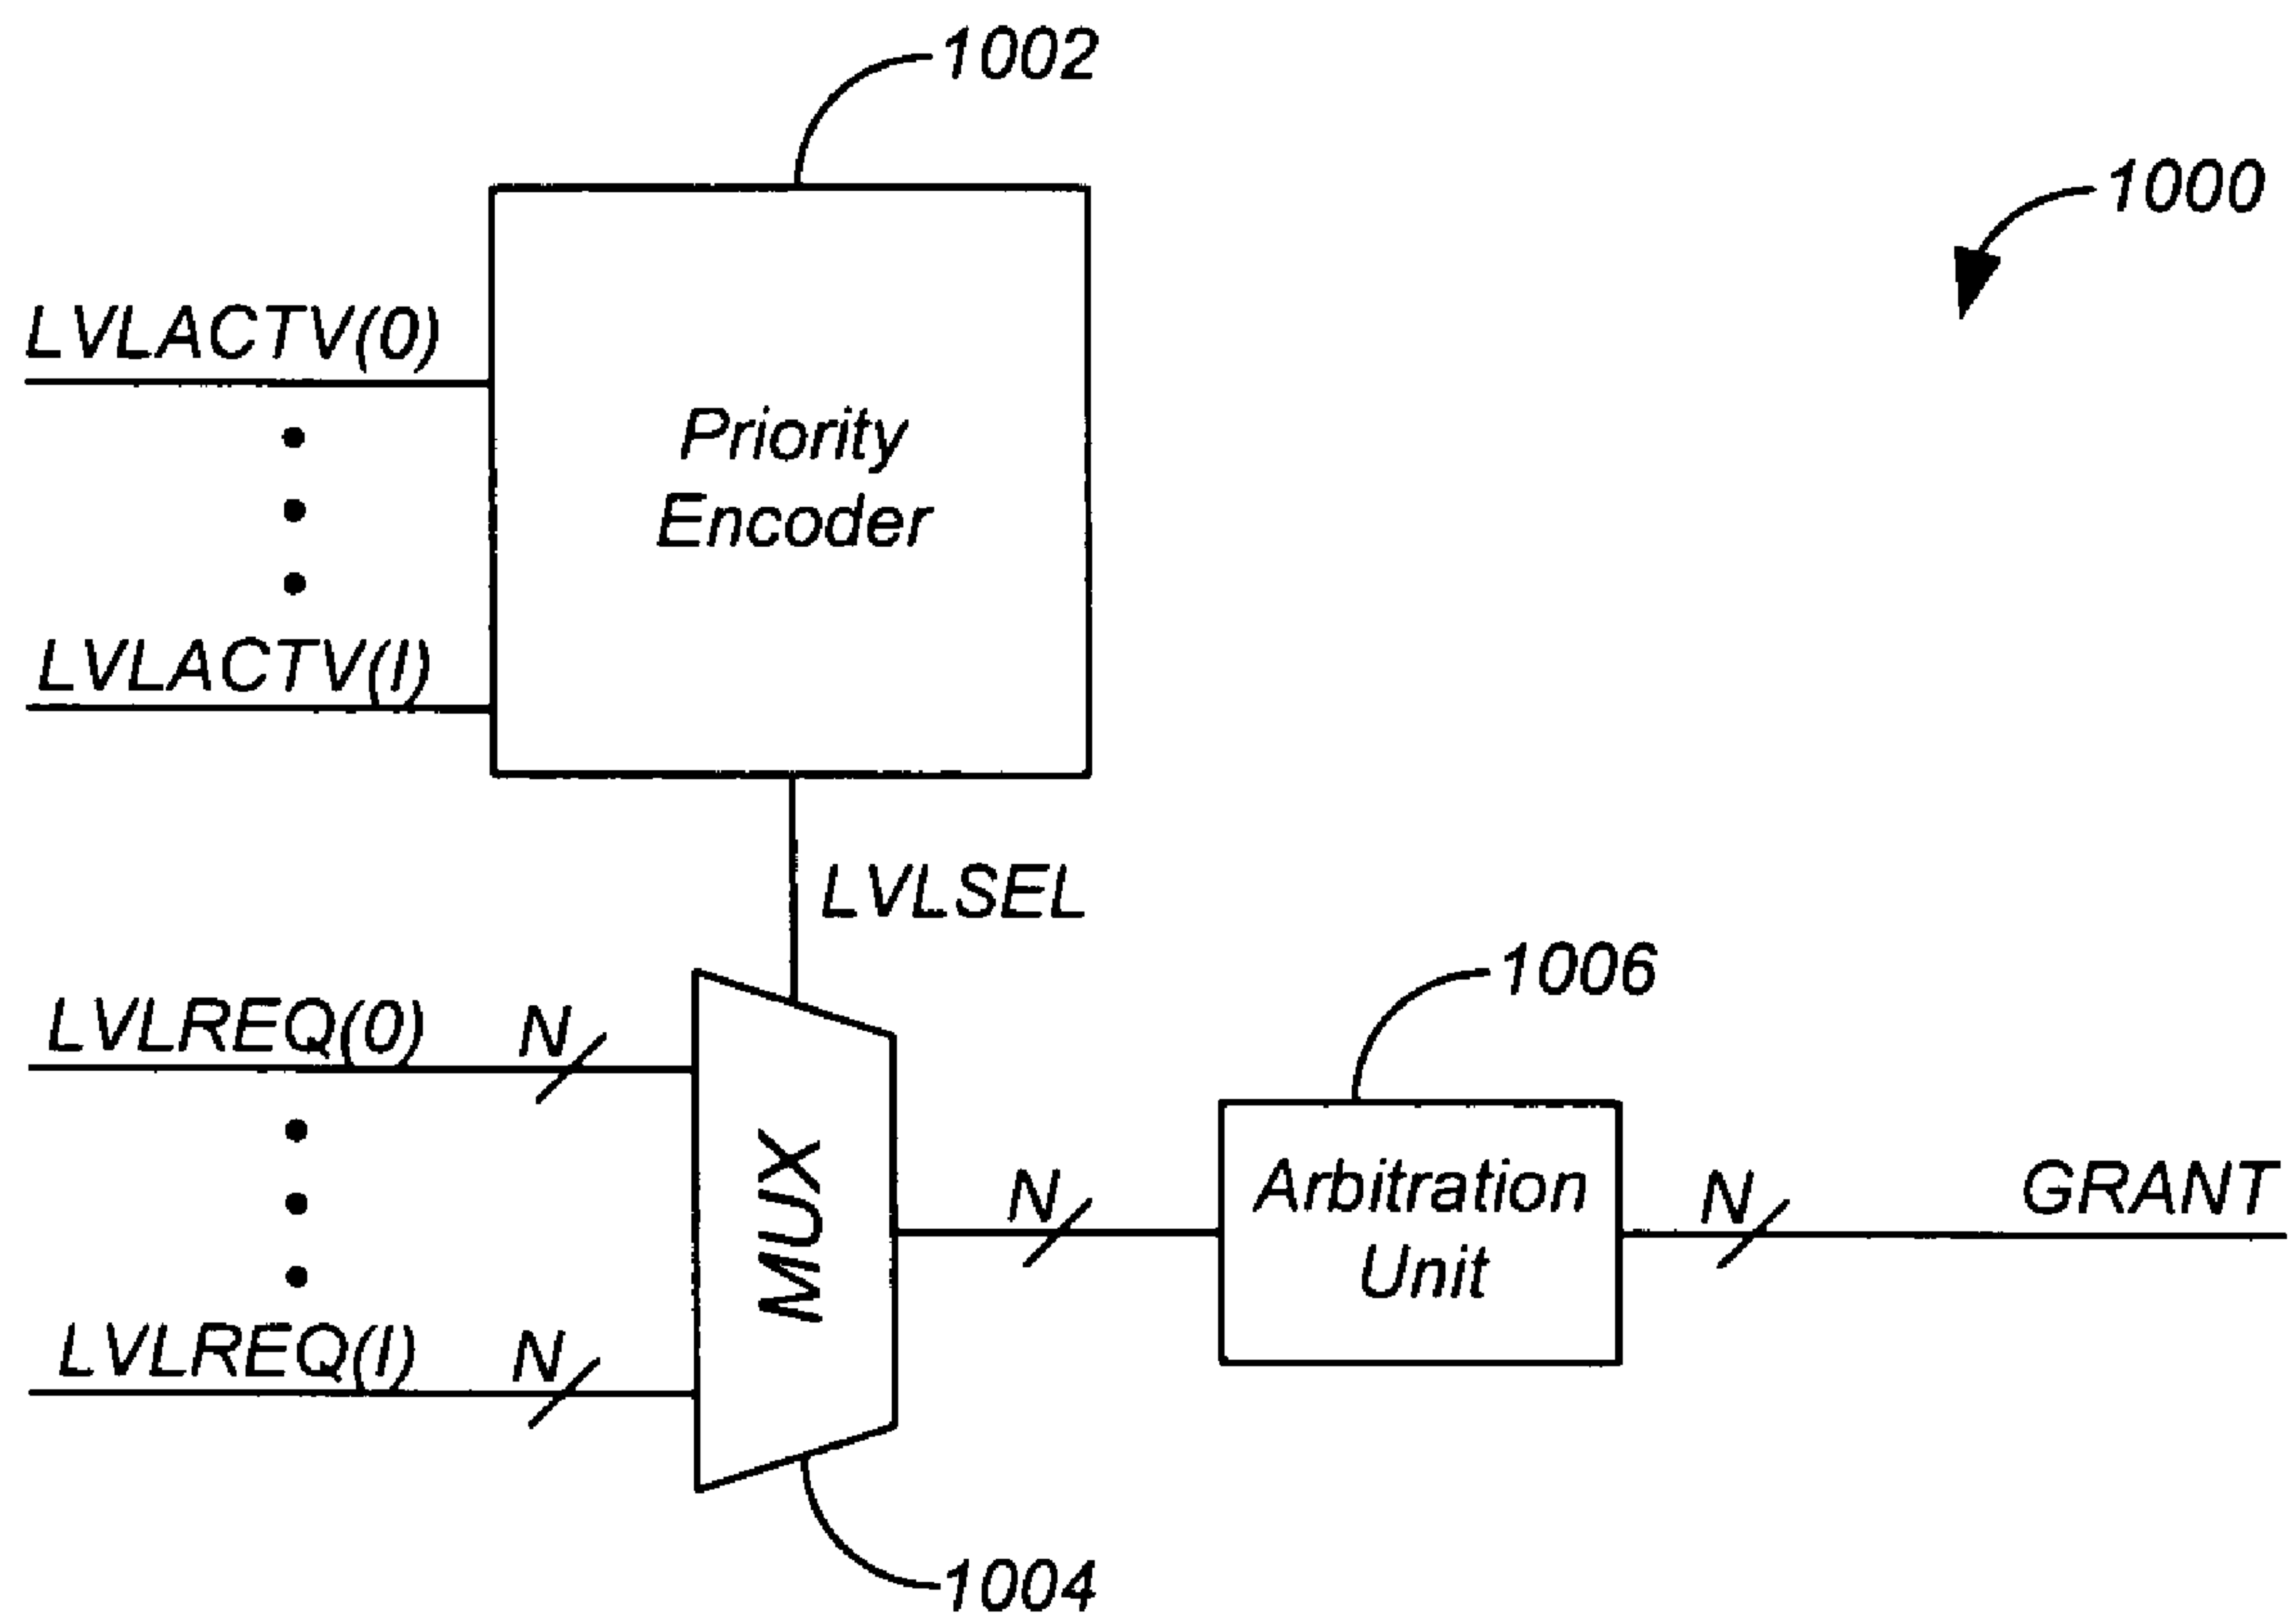 1002
1000
LVLACTV(0)
Priority
Encoder
LVLACTV(I)
LVLSEL
1006
LVLREQ(0)
N
MUX
N
Arbitration
Unit
N
GRANT
LVLREQ(I)
N
1004